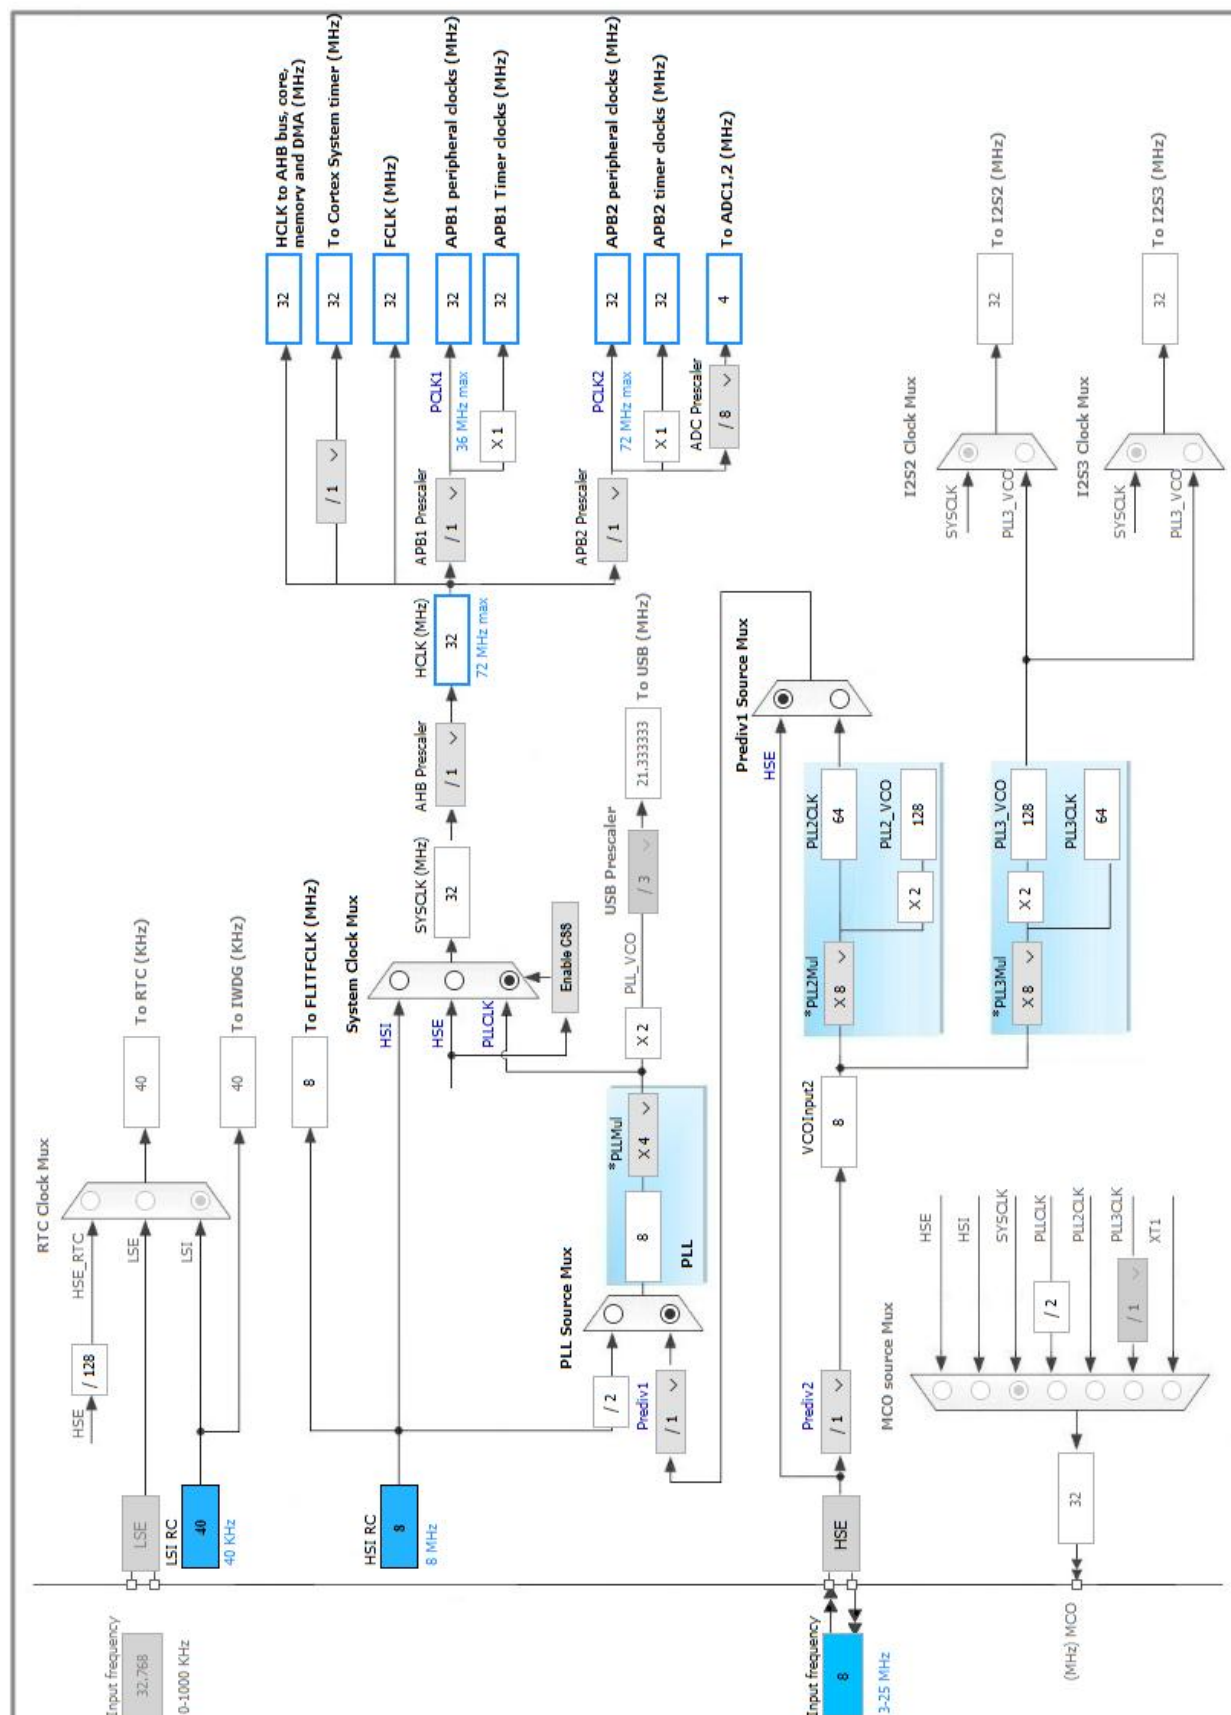 Input frequency
32.768
0-1000 KHz
LSE
LSI RC
40
40 KHz
HSE
/ 128
HSE_RTC
LSE
LSI
RTC Clock Mux
40
To RTC (KHz)
40
To IWDG (KHz)
HSI RC
8
8 MHz
8
To FLITFCLK (MHz)
System Clock Mux
HSI
HSE
PLLCLK
Enable CSS
SYSCLK (MHz)
32
AHB Prescaler
/ 1
HCLK (MHz)
32
72 MHz max
/ 1
32
HCLK to AHB bus, core,
memory and DMA (MHz)
32
To Cortex System timer (MHz)
32
FCLK (MHz)
APB1 Prescaler
/ 1
PCLK1
36 MHz max
32
APB1 peripheral clocks (MHz)
X 1
32
APB1 Timer clocks (MHz)
APB2 Prescaler
/ 1
PCLK2
72 MHz max
32
APB2 peripheral clocks (MHz)
X 1
32
APB2 timer clocks (MHz)
ADC Prescaler
/ 8
4
To ADC1,2 (MHz)
PLL Source Mux
/ 2
Prediv1
/ 1
8
*PLLMul
X 4
PLL
X 2
PLL_VCO
USB Prescaler
/ 3
21.333333
To USB (MHz)
Input frequency
8
3-25 MHz
HSE
Prediv2
/ 1
VCOInput2
8
*PLL2Mul
X 8
PLL2CLK
64
X 2
PLL2_VCO
128
Prediv1 Source Mux
HSE
*PLL3Mul
X 8
X 2
PLL3_VCO
128
PLL3CLK
64
I2S2 Clock Mux
SYSCLK
PLL3_VCO
32
To I2S2 (MHz)
I2S3 Clock Mux
SYSCLK
PLL3_VCO
32
To I2S3 (MHz)
MCO source Mux
HSE
HSI
SYSCLK
PLLCLK
/ 2
PLL2CLK
PLL3CLK
/ 1
XT1
32
(MHz) MCO